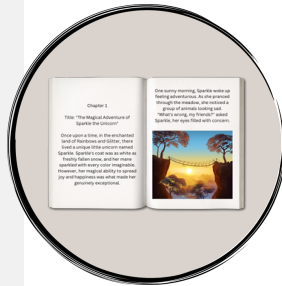 Chapter 1
Title: "The Magical Adventure of
Sparkle the Unicorn"
Once upon a time, in the enchanted
land of Rainbows and Glitter, there
lived a unique little unicorn named
Sparkle. Sparkle's coat was as white as
freshly fallen snow, and her mane
sparkled with every color imaginable.
However, her magical ability to spread
joy and happiness was what made her
genuinely exceptional.
One sunny morning, Sparkle woke up
feeling adventurous. As she pranced
through the meadow, she noticed a
group of animals looking sad.
"What's wrong, my friends?" asked
Sparkle, her eyes filled with concern.